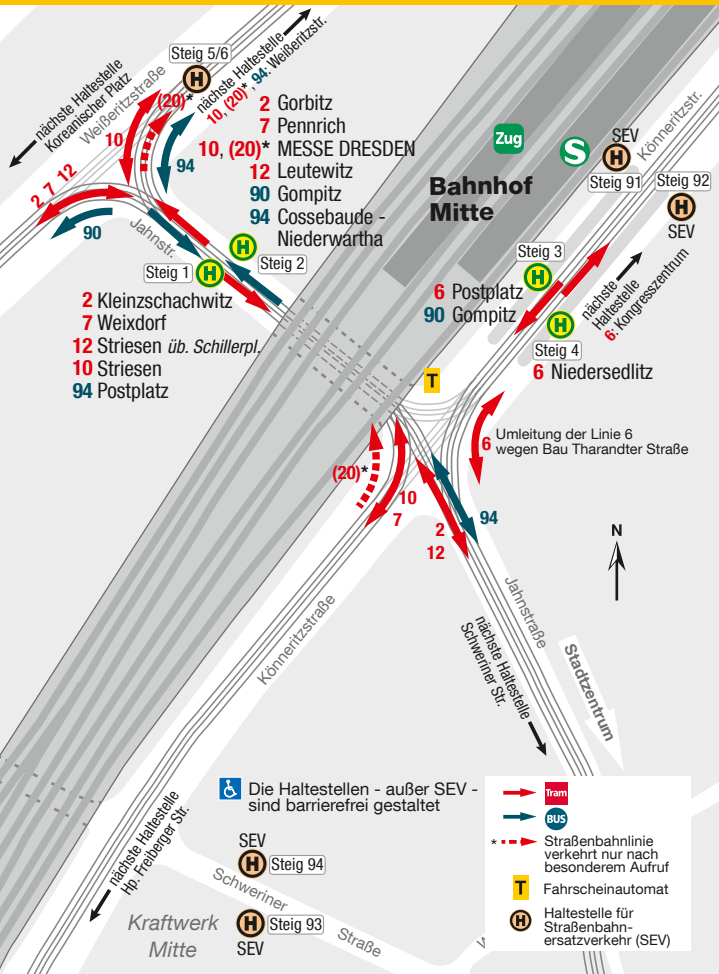 nächste Haltestelle
Koreanischer Platz
Weißeritzstraße
Steig 5/6
H
nächste Haltestelle
10, (20)*, 94: Weißeritzstr.
(20)*
10
94
2 7 12
90
Jahnstr.
2 Gorbitz
7 Pennrich
10, (20)* MESSE DRESDEN
12 Leutewitz
90 Gompitz
94 Cossebaude -
Niederwartha
H
Steig 2
Steig 1
H
2 Kleinzschachwitz
7 Weixdorf
12 Striesen üb. Schillerpl.
10 Striesen
94 Postplatz
Zug
S
Bahnhof
Mitte
SEV
H
Steig 91
Könneritzstr.
Steig 92
H
SEV
Steig 3
H
6 Postplatz
90 Gompitz
H
Steig 4
6 Niedersedlitz
nächste
Haltestelle
6: Kongresszentrum
T
6
Umleitung der Linie 6
wegen Bau Tharandter Straße
(20)*
10
7
2
12
94
N
Könneritzstraße
Jahnstraße
nächste Haltestelle
Schweriner Str.
Stadtzentrum
nächste Haltestelle
Hp. Freiberger Str.
Die Haltestellen - außer SEV -
sind barrierefrei gestaltet
SEV
H Steig 94
Schweriner
Straße
Kraftwerk
Mitte
H Steig 93
SEV
Tram
BUS
* Straßenbahnlinie
verkehrt nur nach
besonderem Aufruf
T Fahrscheinautomat
H Haltestelle für
Straßenbahn-
ersatzverkehr (SEV)